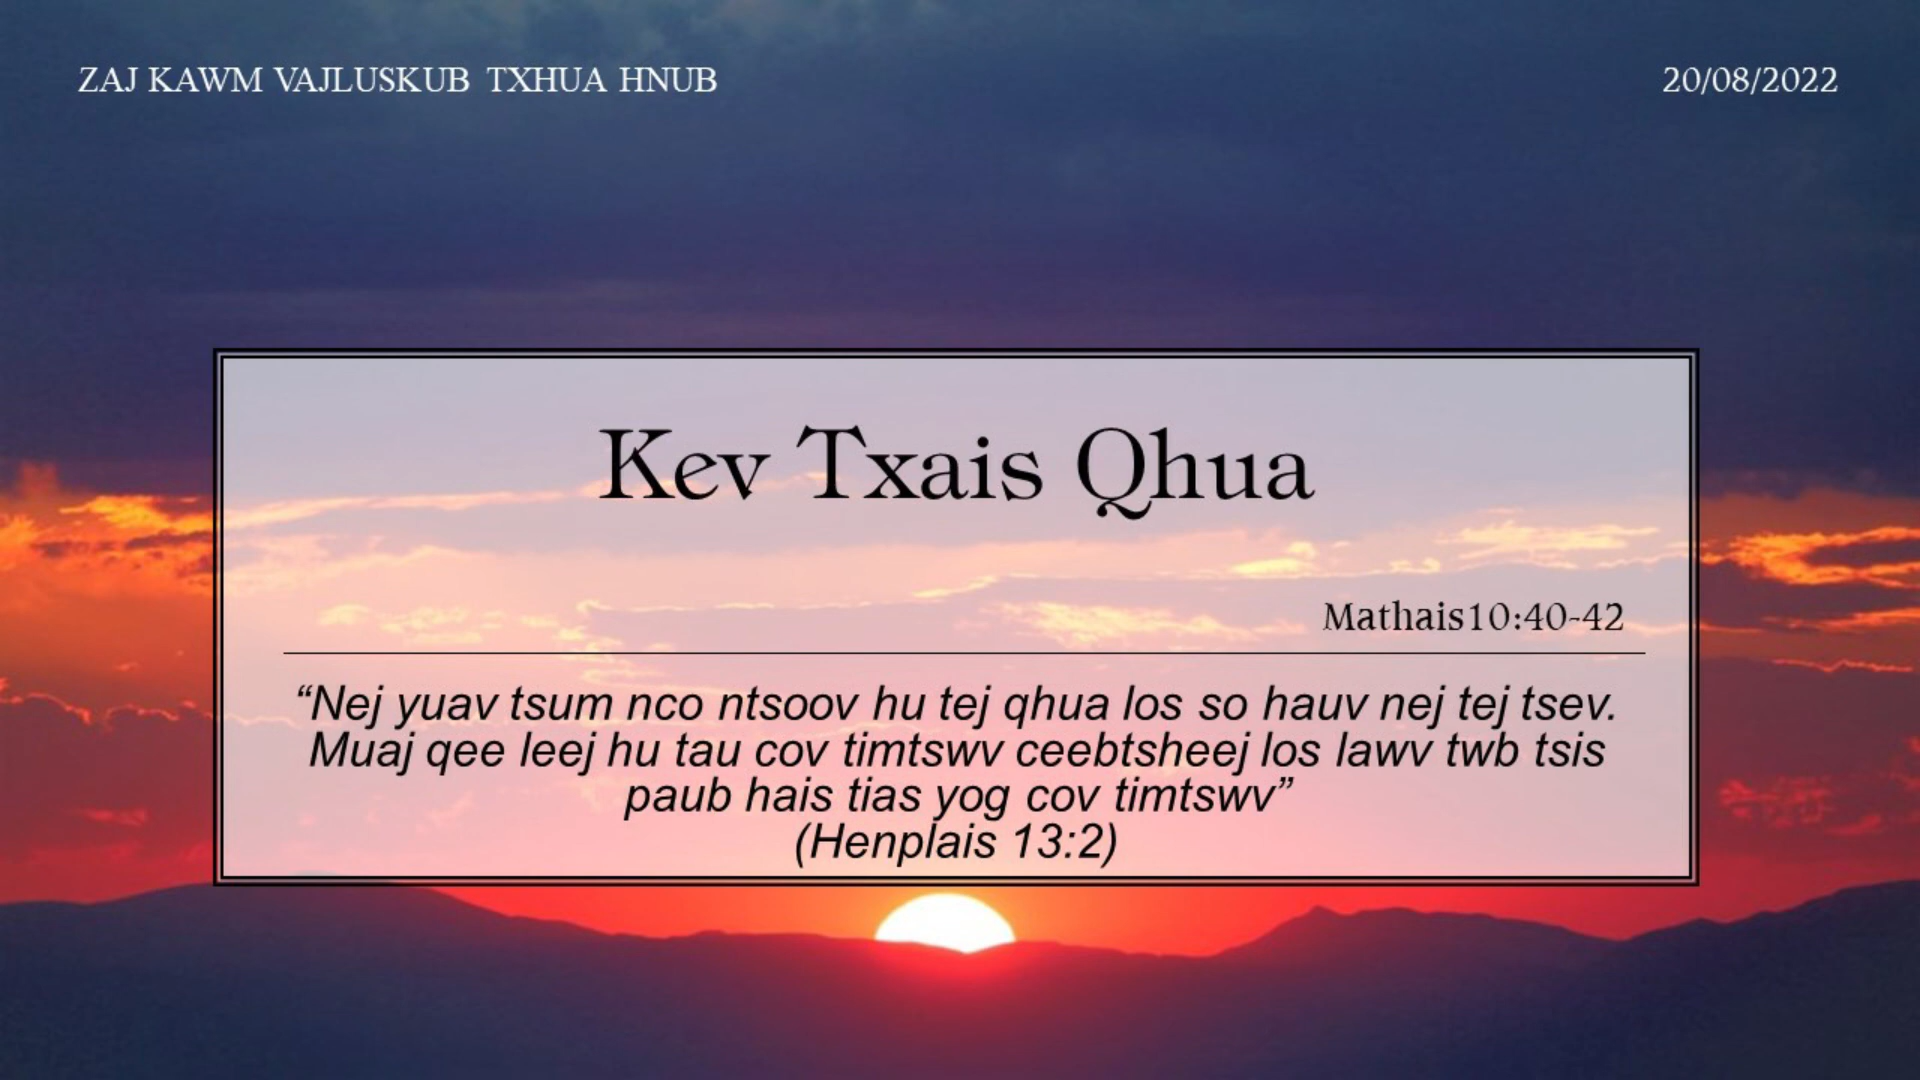 ZAJ KAWM VAJLUSKUB TXHUA HNUB
20/08/2022
Kev Txais Qhua
Mathais10:40-42
“Nej yuav tsum nco ntsoov hu tej qhua los so hauv nej tej tsev.
Muaj qee leej hu tau cov timtswv ceebtsheej los lawv twb tsis
paub hais tias yog cov timtswv”
(Henplais 13:2)